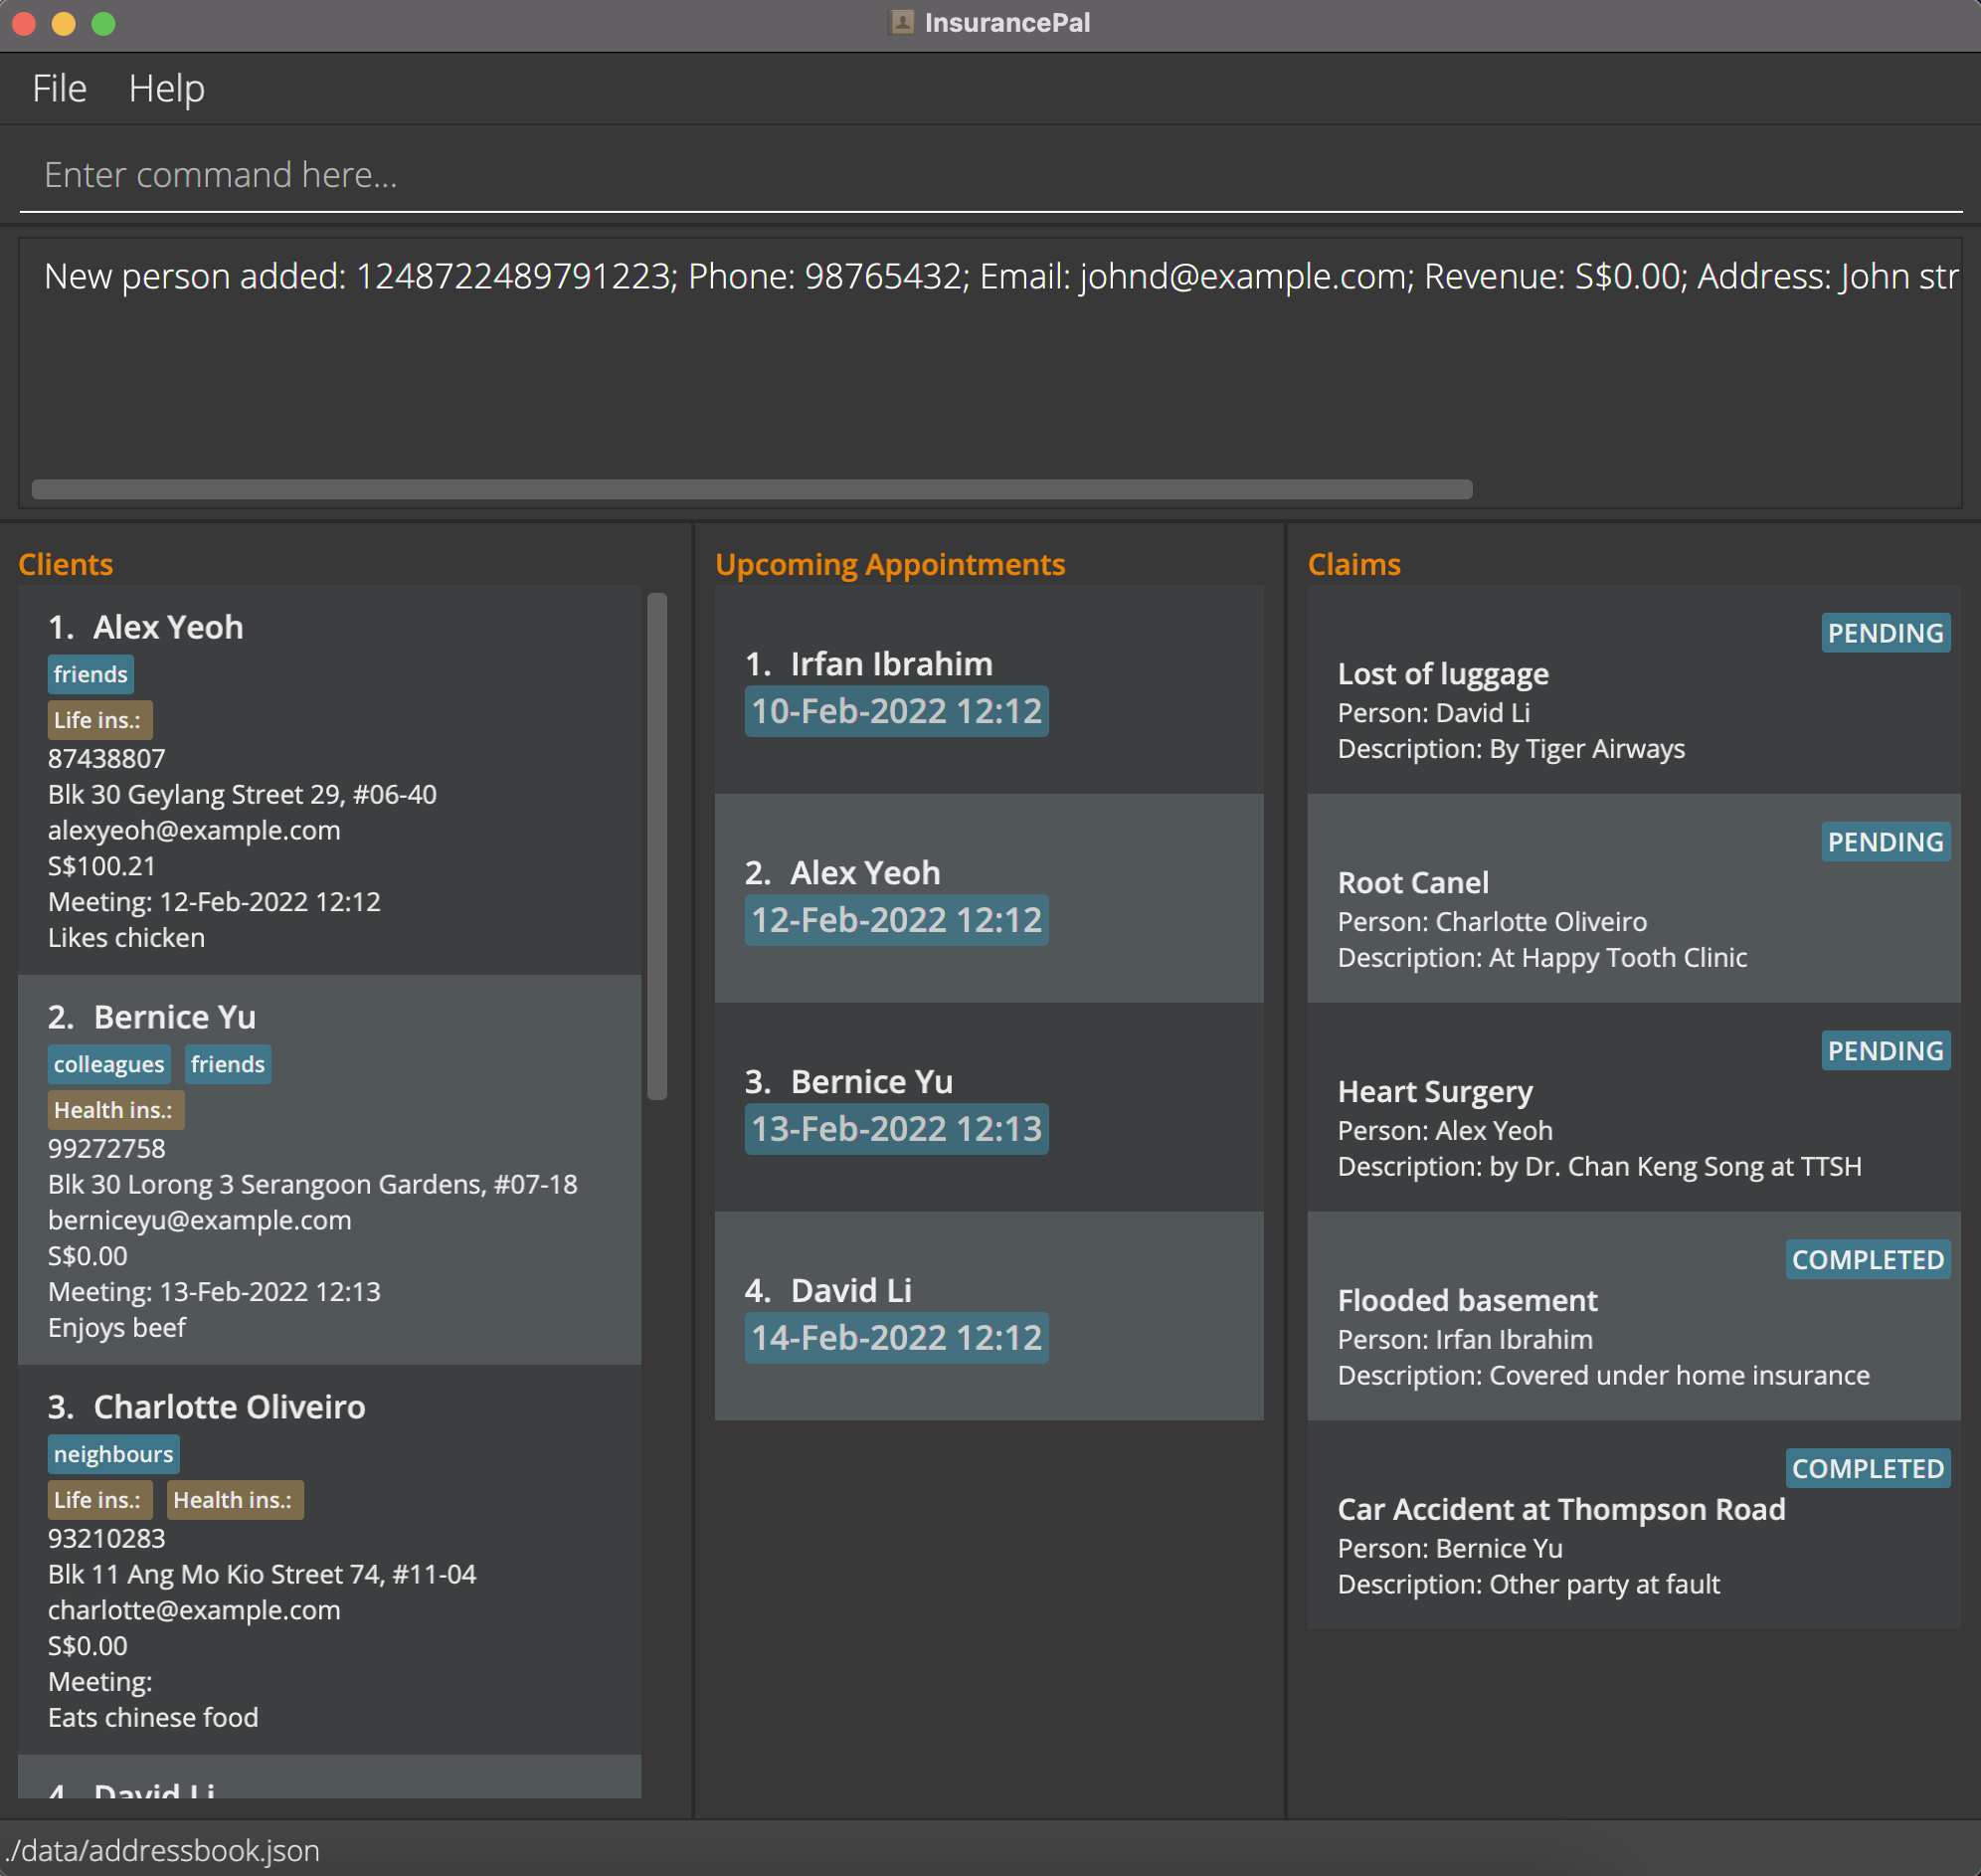 InsurancePal
File Help
Enter command here...
New person added: 1248722489791223; Phone: 98765432; Email: johnd@example.com; Revenue: S$0.00; Address: John str
Clients
1. Alex Yeoh
friends
Life ins.:
87438807
Blk 30 Geylang Street 29, #06-40
alexyeoh@example.com
S$100.21
Meeting: 12-Feb-2022 12:12
Likes chicken
2. Bernice Yu
colleagues friends
Health ins.:
99272758
Blk 30 Lorong 3 Serangoon Gardens, #07-18
berniceyu@example.com
S$0.00
Meeting: 13-Feb-2022 12:13
Enjoys beef
3. Charlotte Oliveiro
neighbours
Life ins.: Health ins.:
93210283
Blk 11 Ang Mo Kio Street 74, #11-04
charlotte@example.com
S$0.00
Meeting:
Eats chinese food
4. David Li
Upcoming Appointments
1. Irfan Ibrahim
10-Feb-2022 12:12
2. Alex Yeoh
12-Feb-2022 12:12
3. Bernice Yu
13-Feb-2022 12:13
4. David Li
14-Feb-2022 12:12
Claims
PENDING
Lost of luggage
Person: David Li
Description: By Tiger Airways
PENDING
Root Canel
Person: Charlotte Oliveiro
Description: At Happy Tooth Clinic
PENDING
Heart Surgery
Person: Alex Yeoh
Description: by Dr. Chan Keng Song at TTSH
COMPLETED
Flooded basement
Person: Irfan Ibrahim
Description: Covered under home insurance
COMPLETED
Car Accident at Thompson Road
Person: Bernice Yu
Description: Other party at fault
./data/addressbook.json